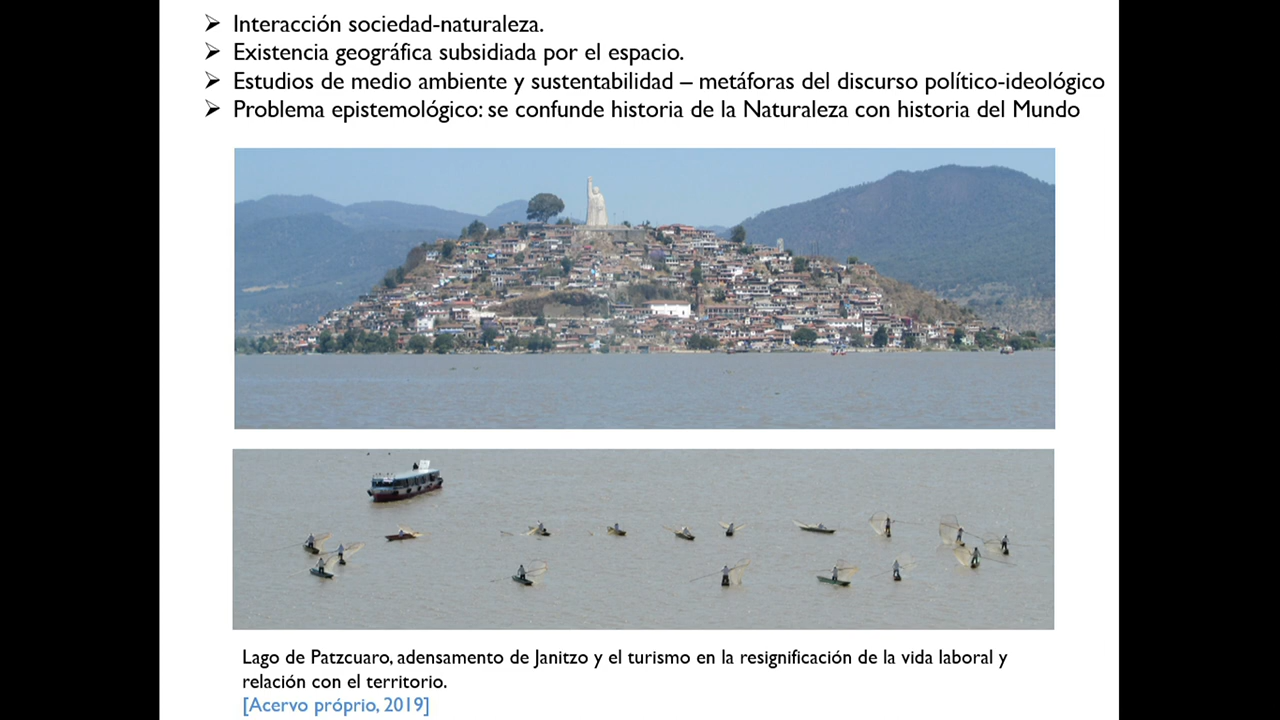 ➢ Interacción sociedad-naturaleza.
➢ Existencia geográfica subsidiada por el espacio.
➢ Estudios de medio ambiente y sustentabilidad – metáforas del discurso político-ideológico
➢ Problema epistemológico: se confunde historia de la Naturaleza con historia del Mundo
Lago de Patzcuaro, adensamento de Janitzo y el turismo en la resignificación de la vida laboral y
relación con el territorio.
[Acervo próprio, 2019]